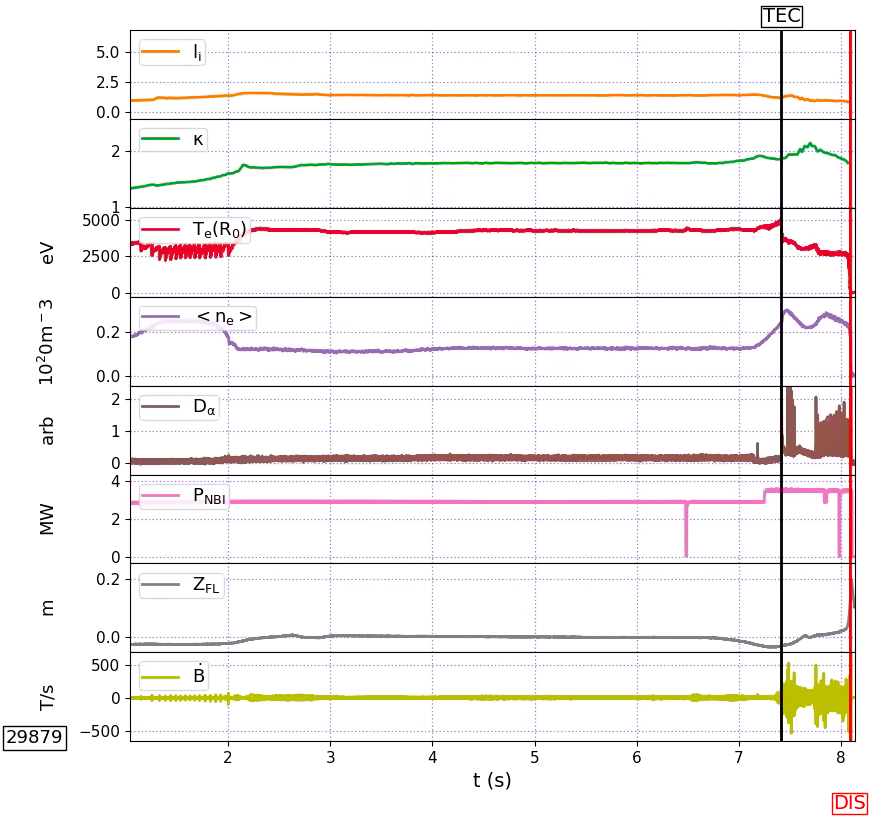 TEC
5.0
2.5
0.0
lᵢ
2
1
κ
5000
2500
0
eV
Tₑ(R₀)
0.2
0.0
10²0m⁻3
< nₑ >
2
1
0
arb
Dα
4
2
0
MW
P_NBI
0.2
0.0
m
Z_FL
500
0
−500
T/s
Ḃ
29879
2 3 4 5 6 7 8
t (s)
DIS